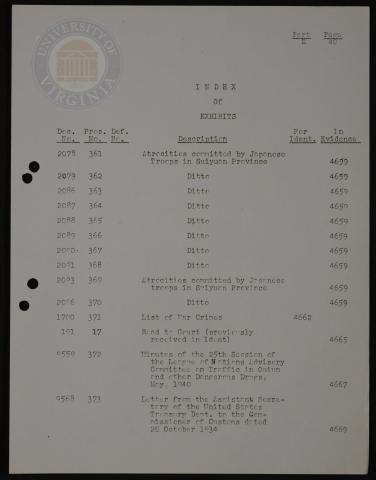 UNIVERSITY OF VIRGINIA
Part Page
INDEX
Of
EXHIBITS
Doc. Pros. Def. For In
No. No. No. Description Ident. Evidence
2078 361 Atrocities committed by Japanese
Troops in Suiyuan Province 4659
2079 362 Ditto 4659
2086 363 Ditto 4659
2087 364 Ditto 4659
2088 365 Ditto 4659
2089 366 Ditto 4659
2090 367 Ditto 4659
2091 368 Ditto 4659
2093 369 Atrocities committed by Japanese
troops in Suiyuan Province 4659
2096 370 Ditto 4659
1700 371 List of War Crimes 4662
191 17 Read to Court (previously
received in Ident) 4665
9559 372 Minutes of the 25th Session of
the League of Nations Advisory
Committee on Traffic in Opium
and other Dangerous Drugs,
May, 1940 4667
9568 373 Letter from the Assistant Secre-
tary of the United States
Treasury Dept. to the Com-
missioner of Customs dated
20 October 1934 4669